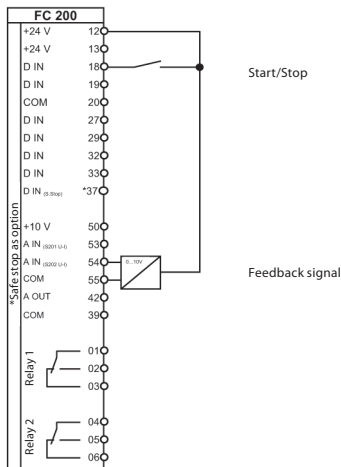 FC 200
+24 V 12
+24 V 13
D IN 18
D IN 19
COM 20
D IN 27
D IN 29
D IN 32
D IN 33
D IN (S.Stop) *37
+10 V 50
A IN (S201 U-I) 53
A IN (S202 U-I) 54
COM 55
A OUT 42
COM 39
*Safe stop as option
Start/Stop
0...10V
Feedback signal
Relay 1
01
02
03
Relay 2
04
05
06